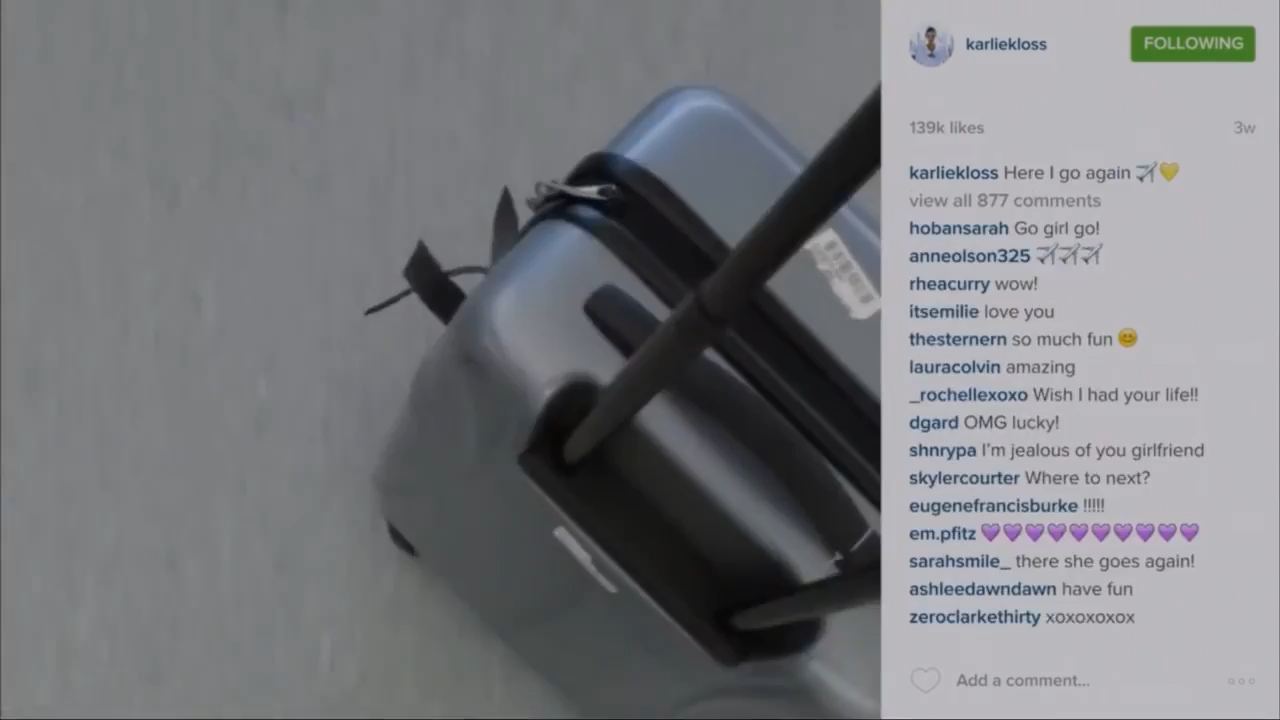 karliekloss
FOLLOWING
139k likes
3w
karliekloss Here I go again ✈️💛
view all 877 comments
hobansarah Go girl go!
anneolson325 ✈️✈️✈️
rheacurry wow!
itsemilie love you
thesternern so much fun 😊
lauracolvin amazing
_rochellexoxo Wish I had your life!!
dgard OMG lucky!
shnrypa I'm jealous of you girlfriend
skylercourter Where to next?
eugenefrancisburke !!!!!
em.pfitz 💜💜💜💜💜💜💜💜💜💜
sarahsmile_ there she goes again!
ashleedawndawn have fun
zeroclarkethirty xoxoxoxox
Add a comment...